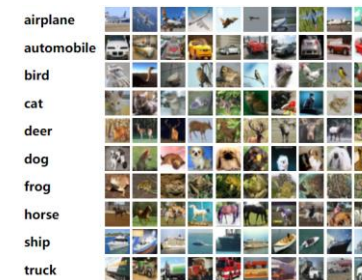 airplane
automobile
bird
cat
deer
dog
frog
horse
ship
truck